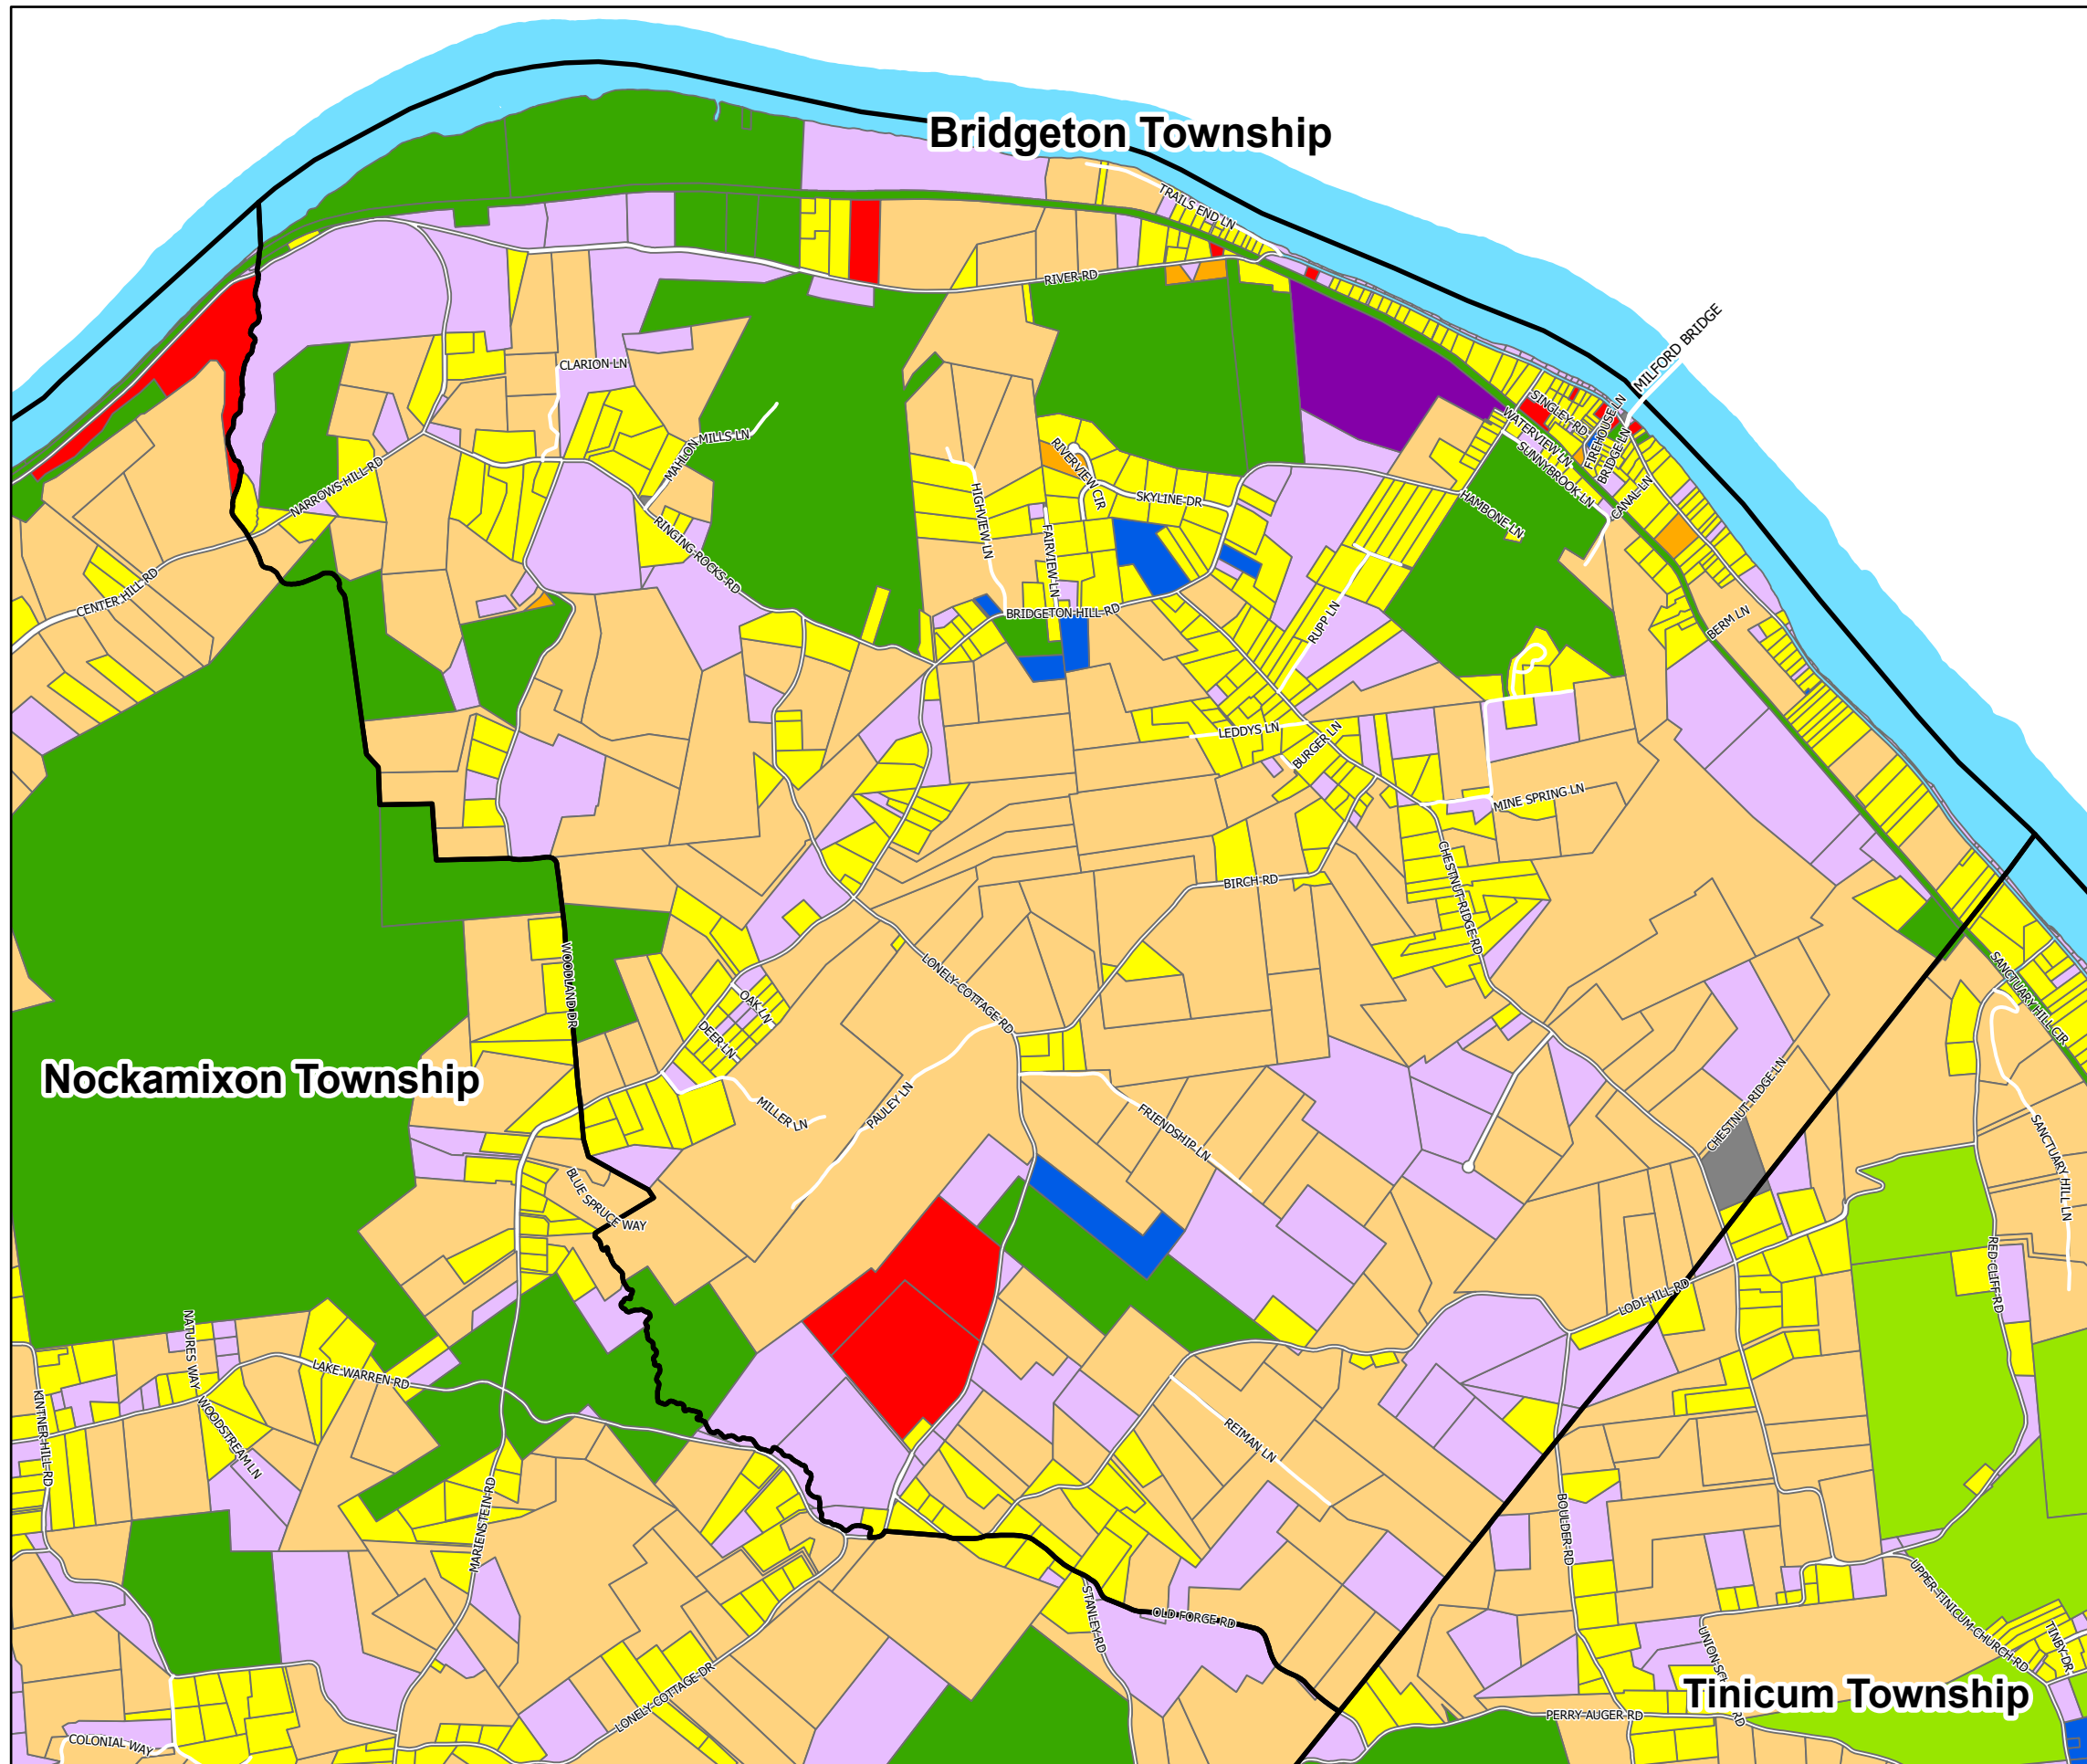 Bridgeton Township
TRAILS END LN
RIVER RD
MILFORD BRIDGE
CLARION LN
SINGLEY RD
FIREHOUSE LN
WATERVIEW LN
BRIDGE LN
SUNNYBROOK LN
CANAL LN
MAHLON MILLS LN
NARROWS HILL RD
RIVERVIEW CIR
SKYLINE DR
HAMBONE LN
HIGHVIEW LN
FAIRVIEW LN
RINGING ROCKS RD
CENTER HILL RD
BRIDGETON HILL RD
RUPP LN
BERM LN
LEDDYS LN
BURGER LN
MINE SPRING LN
CHESTNUT RIDGE RD
BIRCH RD
WOODLAND DR
LONELY COTTAGE RD
OAK LN
DEER LN
SANCTUARY HILL CIR
Nockamixon Township
MILLER LN
PAULEY LN
FRIENDSHIP LN
CHESTNUT RIDGE LN
SANCTUARY HILL LN
BLUE SPRUCE WAY
RED CLIFF RD
LODI HILL RD
NATURES WAY
LAKE WARREN RD
KINTNER HILL RD
WOODSTREAM LN
REIMAN LN
MARIENSTEIN RD
BOULDER RD
UPPER TINICUM CHURCH RD
STANLEY RD
OLD FORGE RD
TINBY DR
Tinicum Township
LONELY COTTAGE DR
PERRY AUGER RD
COLONIAL WAY